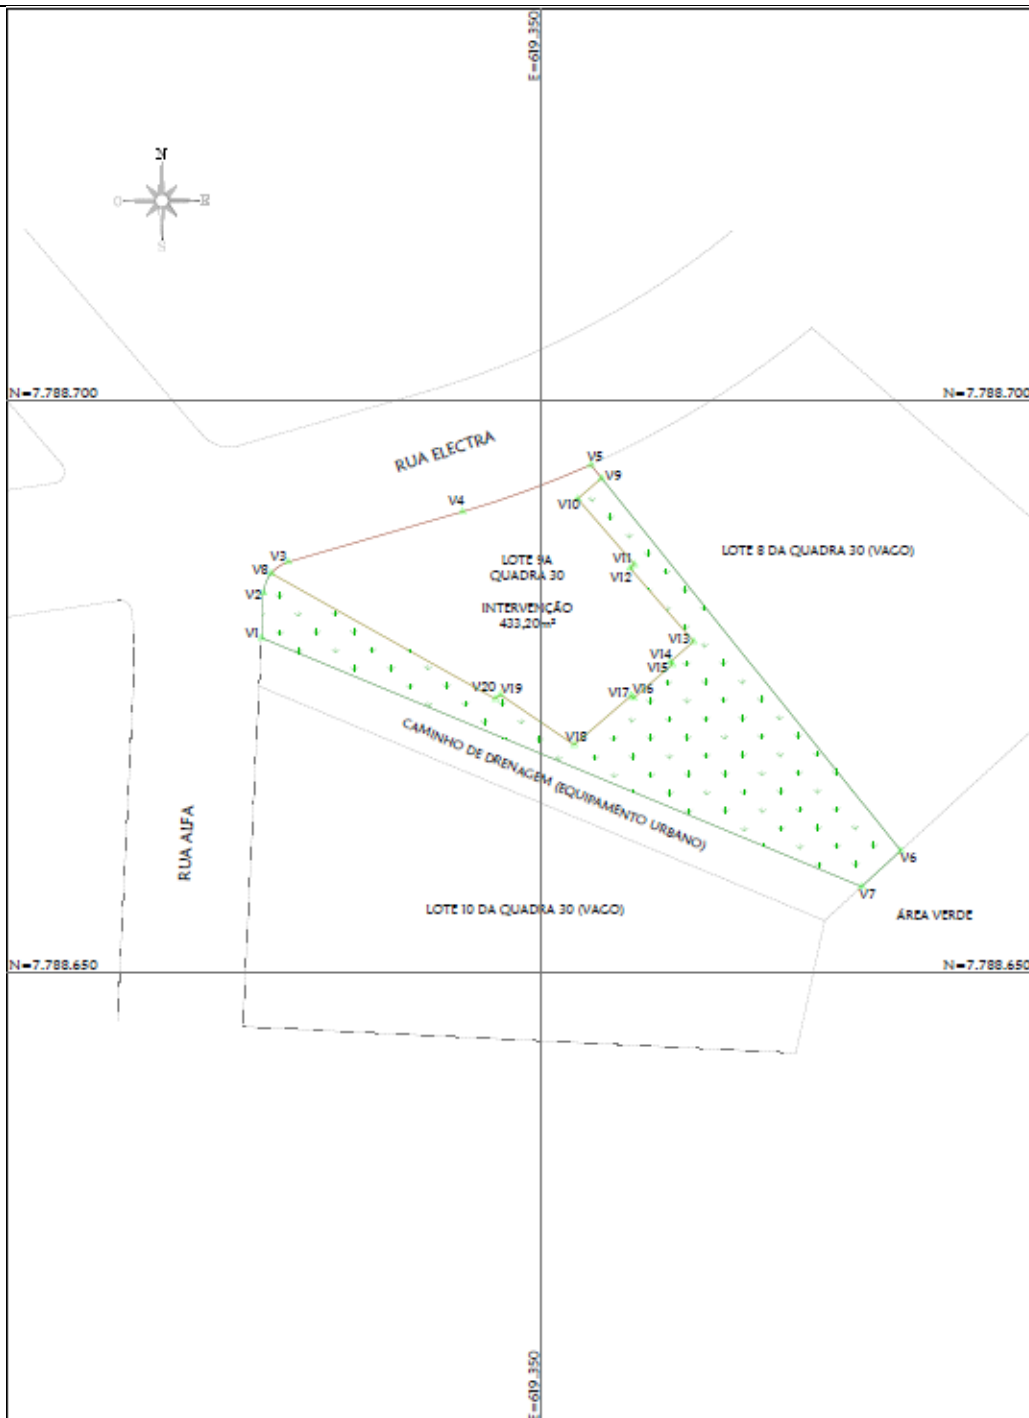 E=619.350
N
O
E
S
N=7.788.700
N=7.788.700
RUA ELECTRA
V5
V9
V4
V10
V3
V8
V11
V12
LOTE 9A
QUADRA 30
LOTE 8 DA QUADRA 30 (VAGO)
V2
INTERVENÇÃO
433,20m²
V1
V13
V14
V15
V20
V19
V17
V16
V18
CAMINHO DE DRENAGEM (EQUIPAMENTO URBANO)
RUA ALFA
V6
V7
LOTE 10 DA QUADRA 30 (VAGO)
ÁREA VERDE
N=7.788.650
N=7.788.650
E=619.350